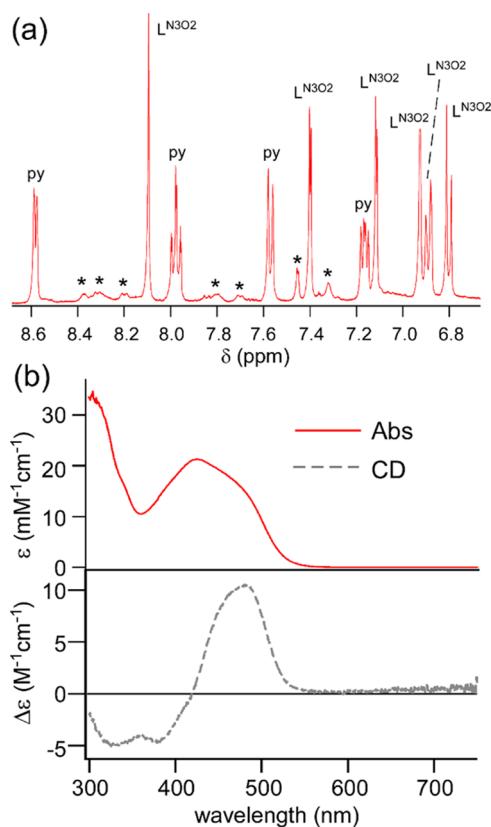 (a)
L^N3O2
L^N3O2
L^N3O2
L^N3O2
L^N3O2
L^N3O2
py
py
py
py
* * * * * * *
8.6 8.4 8.2 8.0 7.8 7.6 7.4 7.2 7.0 6.8
δ (ppm)
(b)
30
20
10
0
ε (mM⁻¹cm⁻¹)
Abs
CD
10
5
0
-5
Δε (M⁻¹cm⁻¹)
300 400 500 600 700
wavelength (nm)